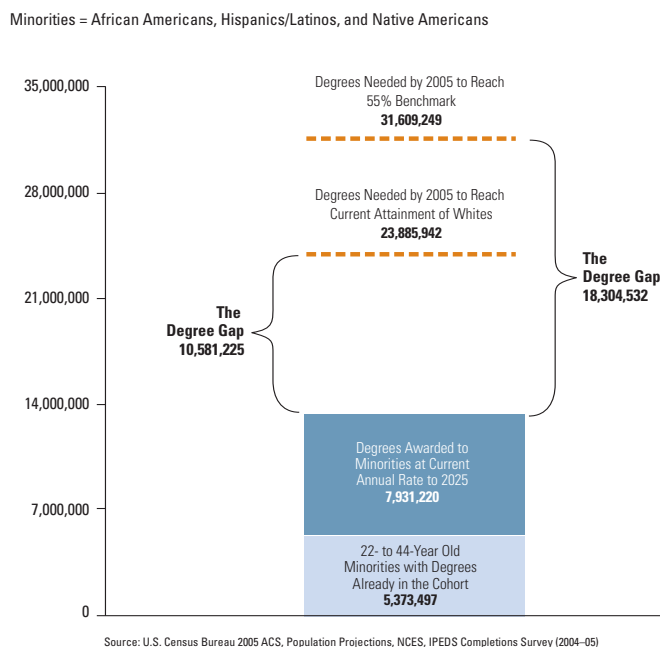 Minorities = African Americans, Hispanics/Latinos, and Native Americans
35,000,000
28,000,000
21,000,000
14,000,000
7,000,000
0
Degrees Needed by 2005 to Reach
55% Benchmark
31,609,249
Degrees Needed by 2005 to Reach
Current Attainment of Whites
23,885,942
The
Degree Gap
18,304,532
The
Degree Gap
10,581,225
Degrees Awarded to
Minorities at Current
Annual Rate to 2025
7,931,220
22- to 44-Year Old
Minorities with Degrees
Already in the Cohort
5,373,497
Source: U.S. Census Bureau 2005 ACS, Population Projections, NCES, IPEDS Completions Survey (2004–05)